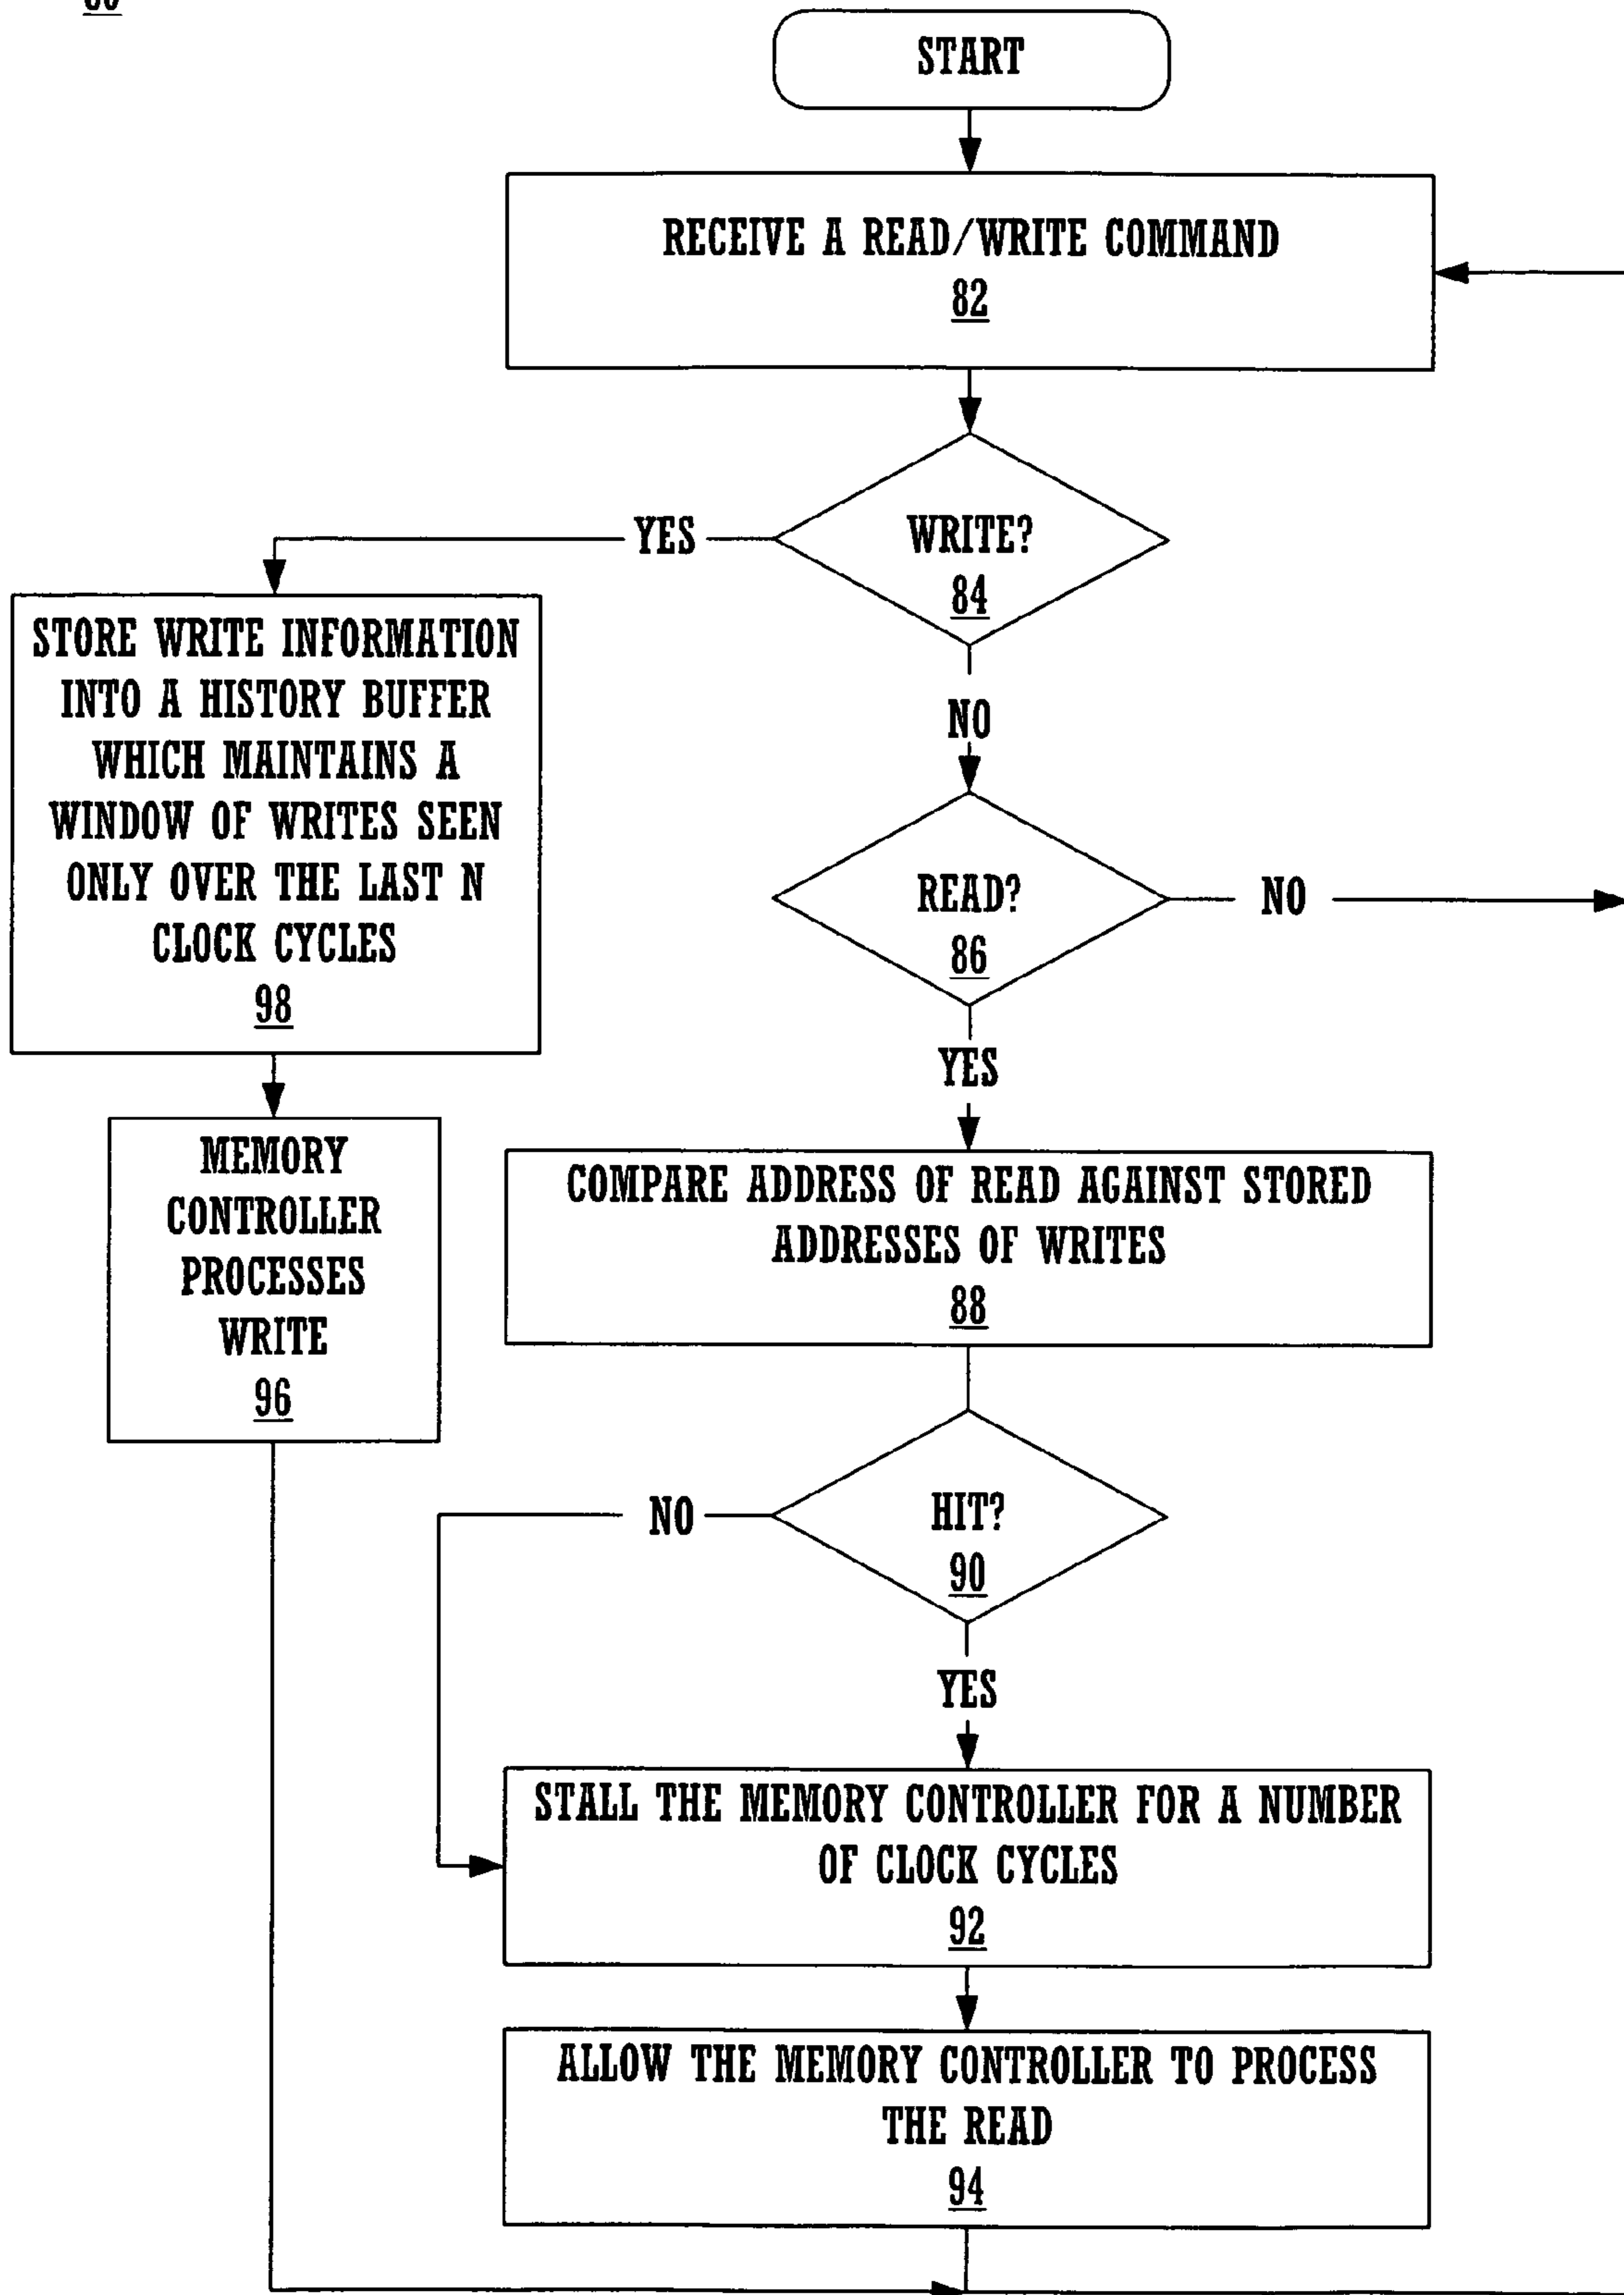 START
RECEIVE A READ/WRITE COMMAND
82
WRITE?
84
YES
NO
STORE WRITE INFORMATION
INTO A HISTORY BUFFER
WHICH MAINTAINS A
WINDOW OF WRITES SEEN
ONLY OVER THE LAST N
CLOCK CYCLES
98
MEMORY
CONTROLLER
PROCESSES
WRITE
96
READ?
86
NO
YES
COMPARE ADDRESS OF READ AGAINST STORED
ADDRESSES OF WRITES
88
HIT?
90
NO
YES
STALL THE MEMORY CONTROLLER FOR A NUMBER
OF CLOCK CYCLES
92
ALLOW THE MEMORY CONTROLLER TO PROCESS
THE READ
94